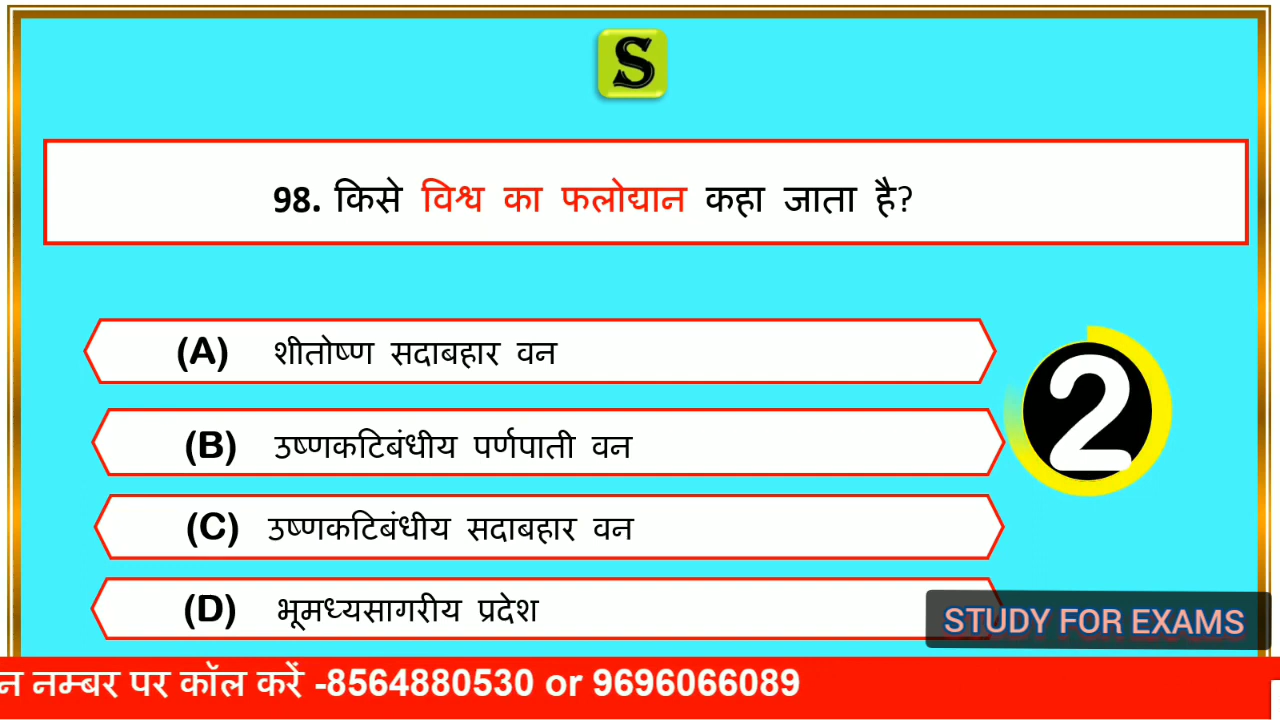 S
98. किसे विश्व का फलोद्यान कहा जाता है?
(A) शीतोष्ण सदाबहार वन
(B) उष्णकटिबंधीय पर्णपाती वन
2
(C) उष्णकटिबंधीय सदाबहार वन
(D) भूमध्यसागरीय प्रदेश
STUDY FOR EXAMS
न नम्बर पर कॉल करें -8564880530 or 9696066089